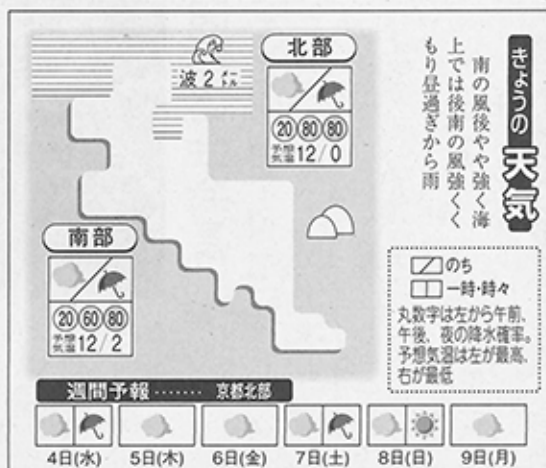 きょうの天気
南の風後やや強く海
上では後南の風強くく
もり昼過ぎから雨
波2メートル
北部
20 80 80
予想気温12/0
南部
20 60 80
予想気温12/2
のち
一時・時々
丸数字は左から午前、
午後、夜の降水確率。
予想気温は左が最高、
右が最低
週間予報……京都北部
4日(水) 5日(木) 6日(金) 7日(土) 8日(日) 9日(月)